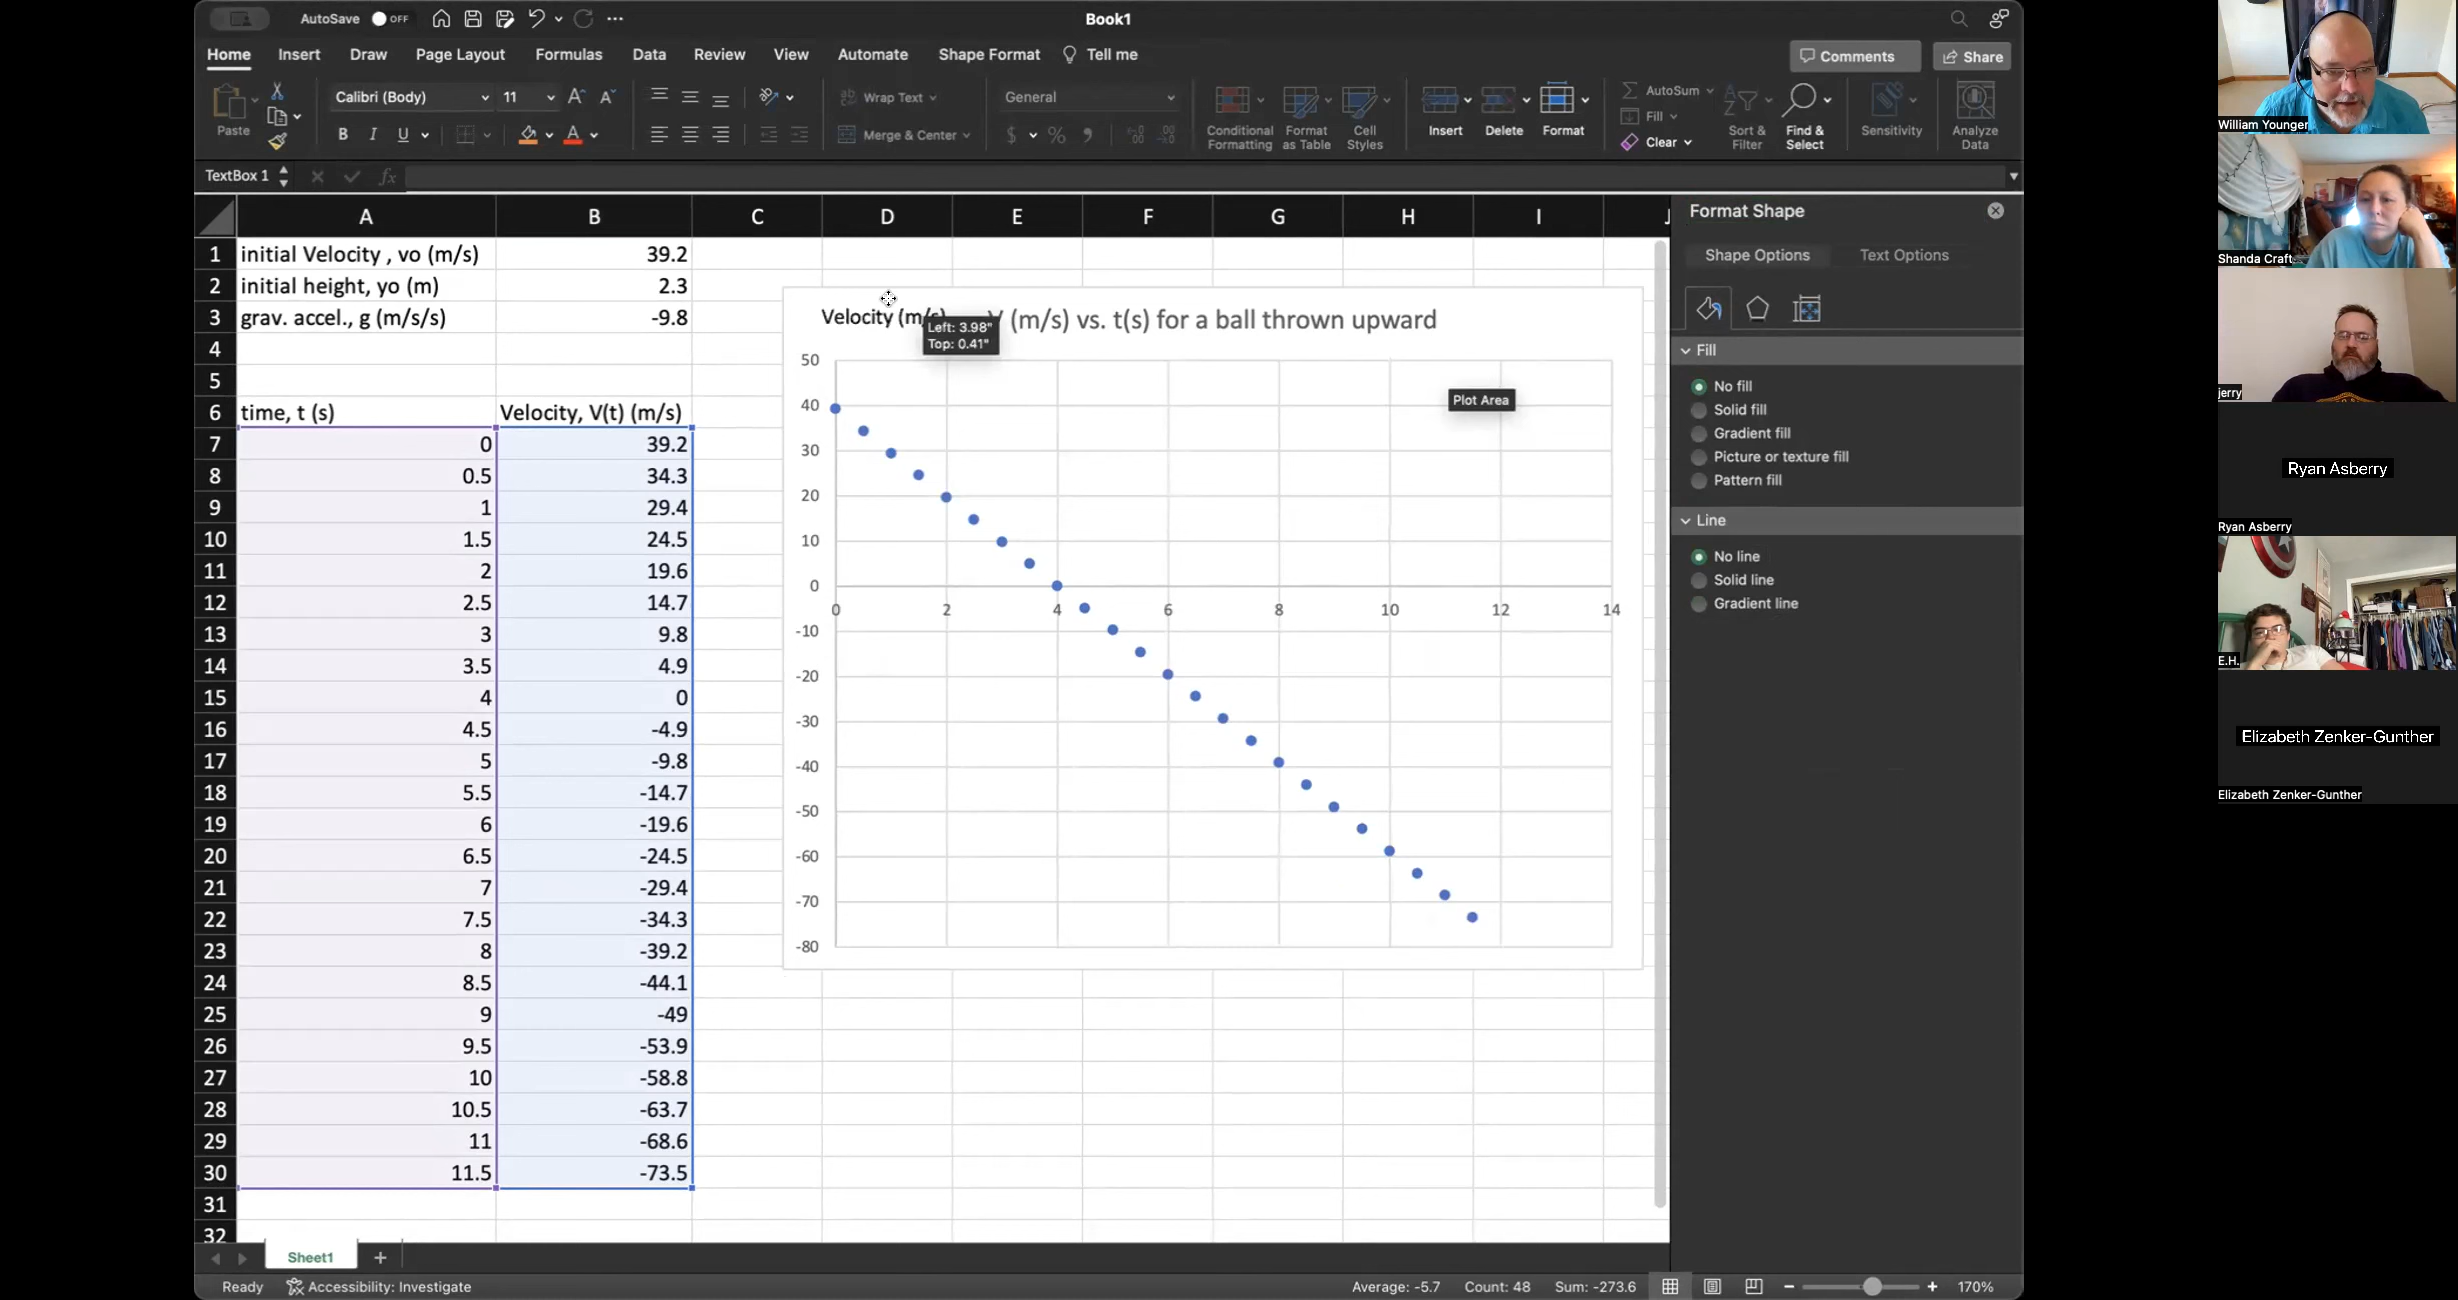 AutoSave OFF
Book1
Home Insert Draw Page Layout Formulas Data Review View Automate Shape Format Tell me
Comments Share
Paste
Calibri (Body) 11
B I U
Wrap Text
Merge & Center
General
$ %
Conditional Formatting
Format as Table
Cell Styles
Insert Delete Format
AutoSum
Fill
Clear
Sort & Filter
Find & Select
Sensitivity
Analyze Data
TextBox 1
fx
A B C D E F G H I J
1 initial Velocity , vo (m/s) 39.2
2 initial height, yo (m) 2.3
3 grav. accel., g (m/s/s) -9.8
4
5
6 time, t (s) Velocity, V(t) (m/s)
7 0 39.2
8 0.5 34.3
9 1 29.4
10 1.5 24.5
11 2 19.6
12 2.5 14.7
13 3 9.8
14 3.5 4.9
15 4 0
16 4.5 -4.9
17 5 -9.8
18 5.5 -14.7
19 6 -19.6
20 6.5 -24.5
21 7 -29.4
22 7.5 -34.3
23 8 -39.2
24 8.5 -44.1
25 9 -49
26 9.5 -53.9
27 10 -58.8
28 10.5 -63.7
29 11 -68.6
30 11.5 -73.5
31
32
Velocity (m/s)
V (m/s) vs. t(s) for a ball thrown upward
Left: 3.98"
Top: 0.41"
Plot Area
50
40
30
20
10
0
0 2 4 6 8 10 12 14
-10
-20
-30
-40
-50
-60
-70
-80
Format Shape
Shape Options Text Options
Fill
No fill
Solid fill
Gradient fill
Picture or texture fill
Pattern fill
Line
No line
Solid line
Gradient line
Sheet1 +
Ready Accessibility: Investigate
Average: -5.7 Count: 48 Sum: -273.6
170%
William Younger
Shanda Craft
jerry
Ryan Asberry
Ryan Asberry
E.H.
Elizabeth Zenker-Gunther
Elizabeth Zenker-Gunther